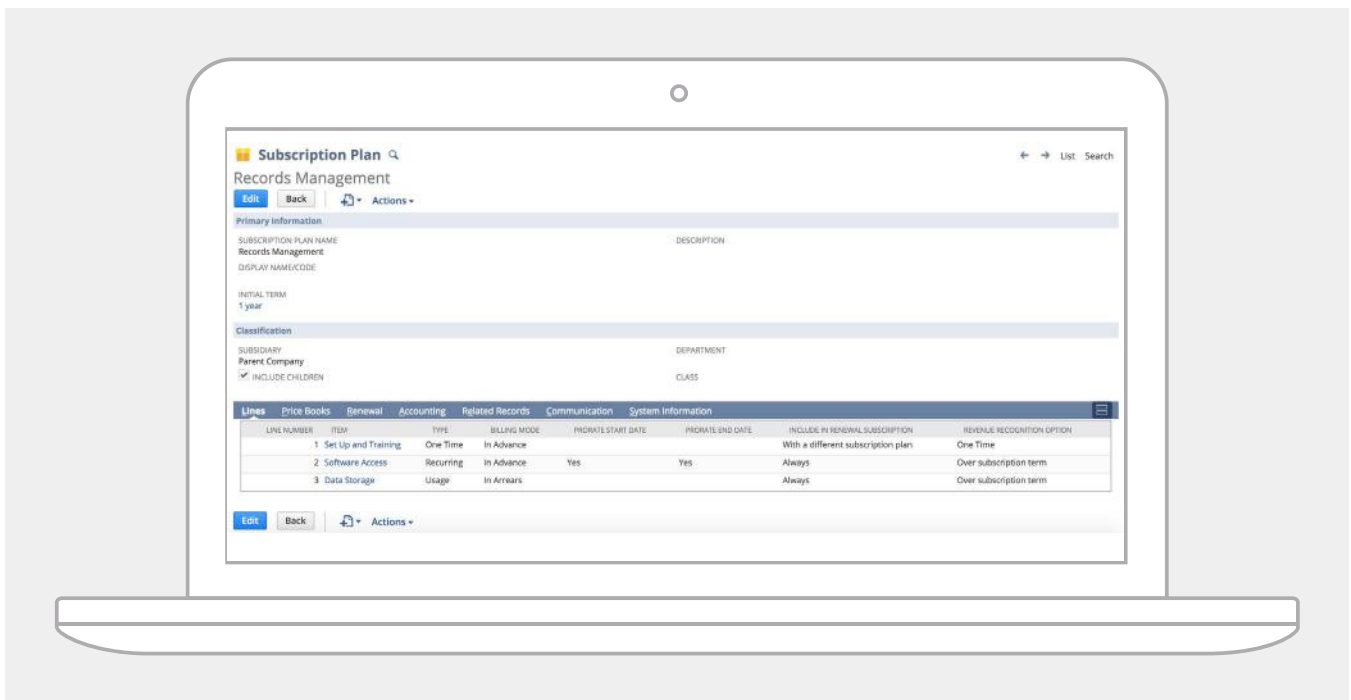 Subscription Plan
List Search
Records Management
Edit Back Actions
Primary Information
SUBSCRIPTION PLAN NAME DESCRIPTION
Records Management
DISPLAY NAME/CODE
INITIAL TERM
1 year
Classification
SUBSIDIARY DEPARTMENT
Parent Company
INCLUDE CHILDREN CLASS
Lines Price Books Renewal Accounting Related Records Communication System Information
LINE NUMBER ITEM TYPE BILLING MODE PRORATE START DATE PRORATE END DATE INCLUDE IN RENEWAL SUBSCRIPTION REVENUE RECOGNITION OPTION
1 Set Up and Training One Time In Advance With a different subscription plan One Time
2 Software Access Recurring In Advance Yes Yes Always Over subscription term
3 Data Storage Usage In Arrears Always Over subscription term
Edit Back Actions